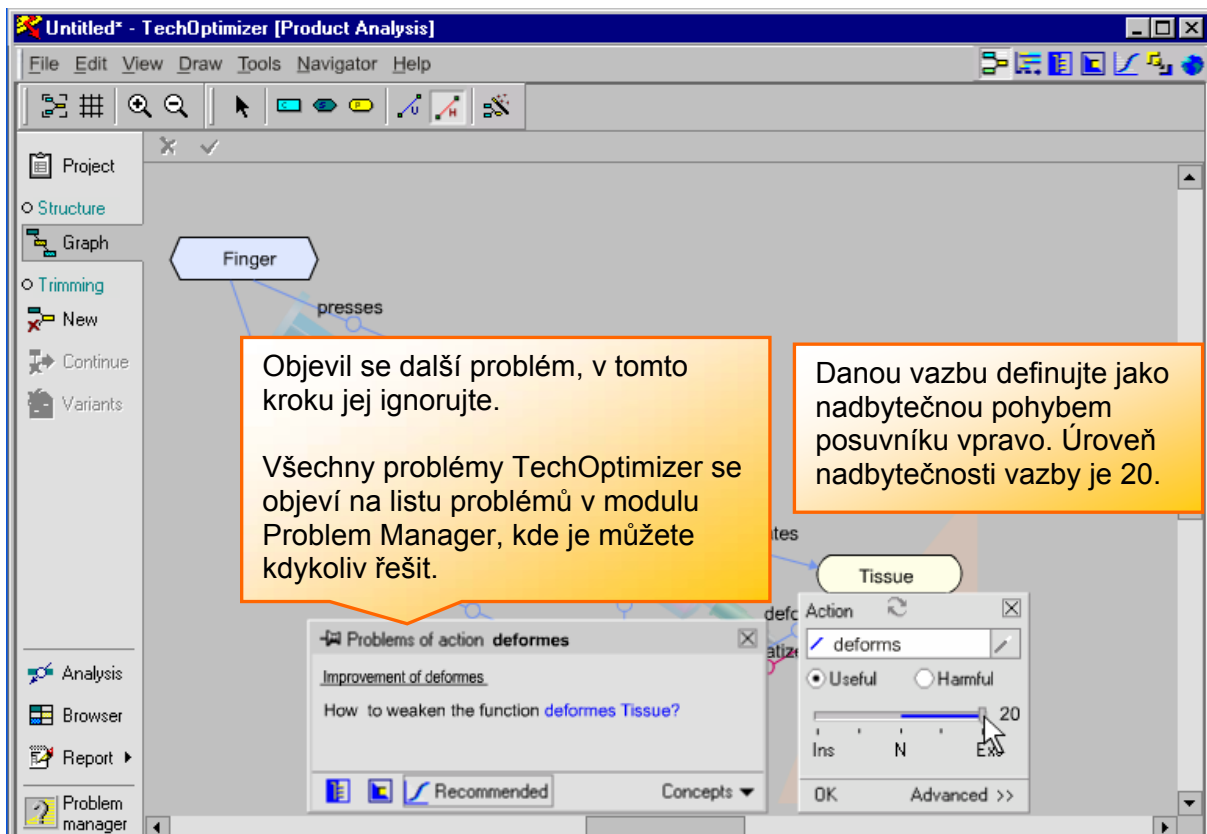 Untitled* - TechOptimizer [Product Analysis]
File Edit View Draw Tools Navigator Help
C S P U H
Project
Structure
Graph
Trimming
New
Continue
Variants
Analysis
Browser
Report
Problem
manager
Finger
presses
Objevil se další problém, v tomto
kroku jej ignorujte.
Všechny problémy TechOptimizer se
objeví na listu problémů v modulu
Problem Manager, kde je můžete
kdykoliv řešit.
Danou vazbu definujte jako
nadbytečnou pohybem
posuvníku vpravo. Úroveň
nadbytečnosti vazby je 20.
Tissue
Problems of action deformes
Improvement of deformes
How to weaken the function deformes Tissue?
Recommended
Concepts
Action
deforms
Useful Harmful
20
Ins N
OK Advanced >>